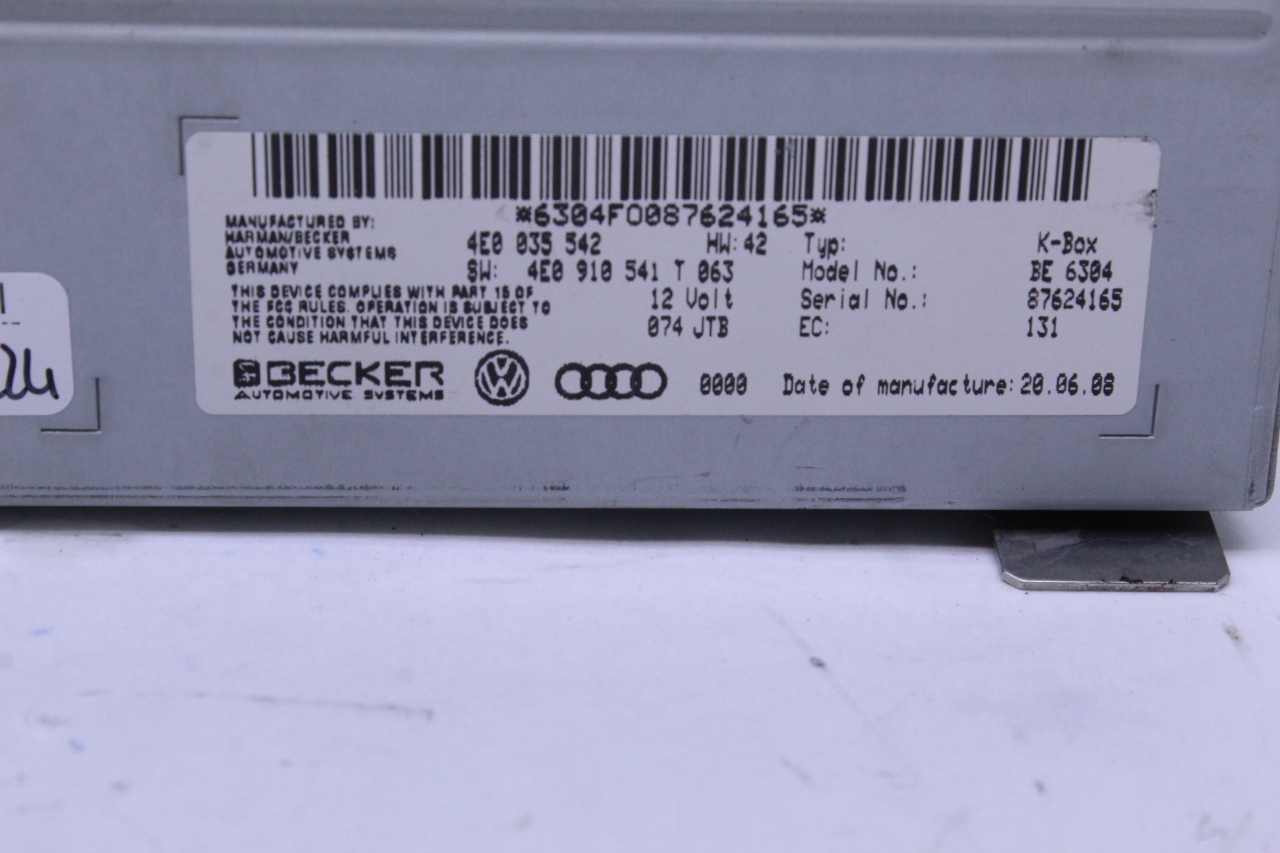 *6304FO087624165*
MANUFACTURED BY:
HARMAN/BECKER
AUTOMOTIVE SYSTEMS
GERMANY
4E0 035 542 HW: 42 Typ: K-Box
SW: 4E0 910 541 T 063 Model No.: BE 6304
12 Volt Serial No.: 87624165
074 JTB EC: 131
THIS DEVICE COMPLIES WITH PART 15 OF
THE FCC RULES. OPERATION IS SUBJECT TO
THE CONDITION THAT THIS DEVICE DOES
NOT CAUSE HARMFUL INTERFERENCE.
BECKER
AUTOMOTIVE SYSTEMS
VW
0000 Date of manufacture: 20.06.08
24